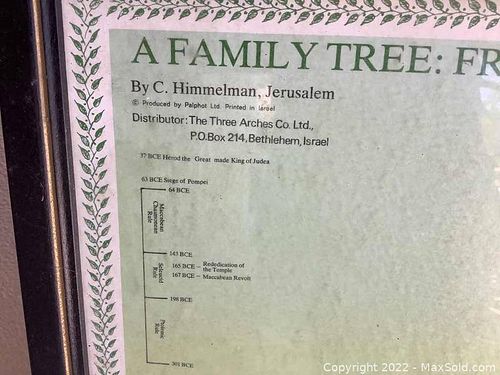 A FAMILY TREE: FR
By C. Himmelman, Jerusalem
© Produced by Palphot Ltd. Printed in Israel
Distributor: The Three Arches Co. Ltd.,
P.O.Box 214, Bethlehem, Israel
37 BCE Herod the Great made King of Judea
63 BCE Siege of Pompei
64 BCE
Maccabean
Chasmonean
Rule
143 BCE
Seleucid
Rule
165 BCE – Rededication of
the Temple
167 BCE – Maccabean Revolt
198 BCE
Ptolemic
Rule
301 BCE
Copyright 2022 - MaxSold.com